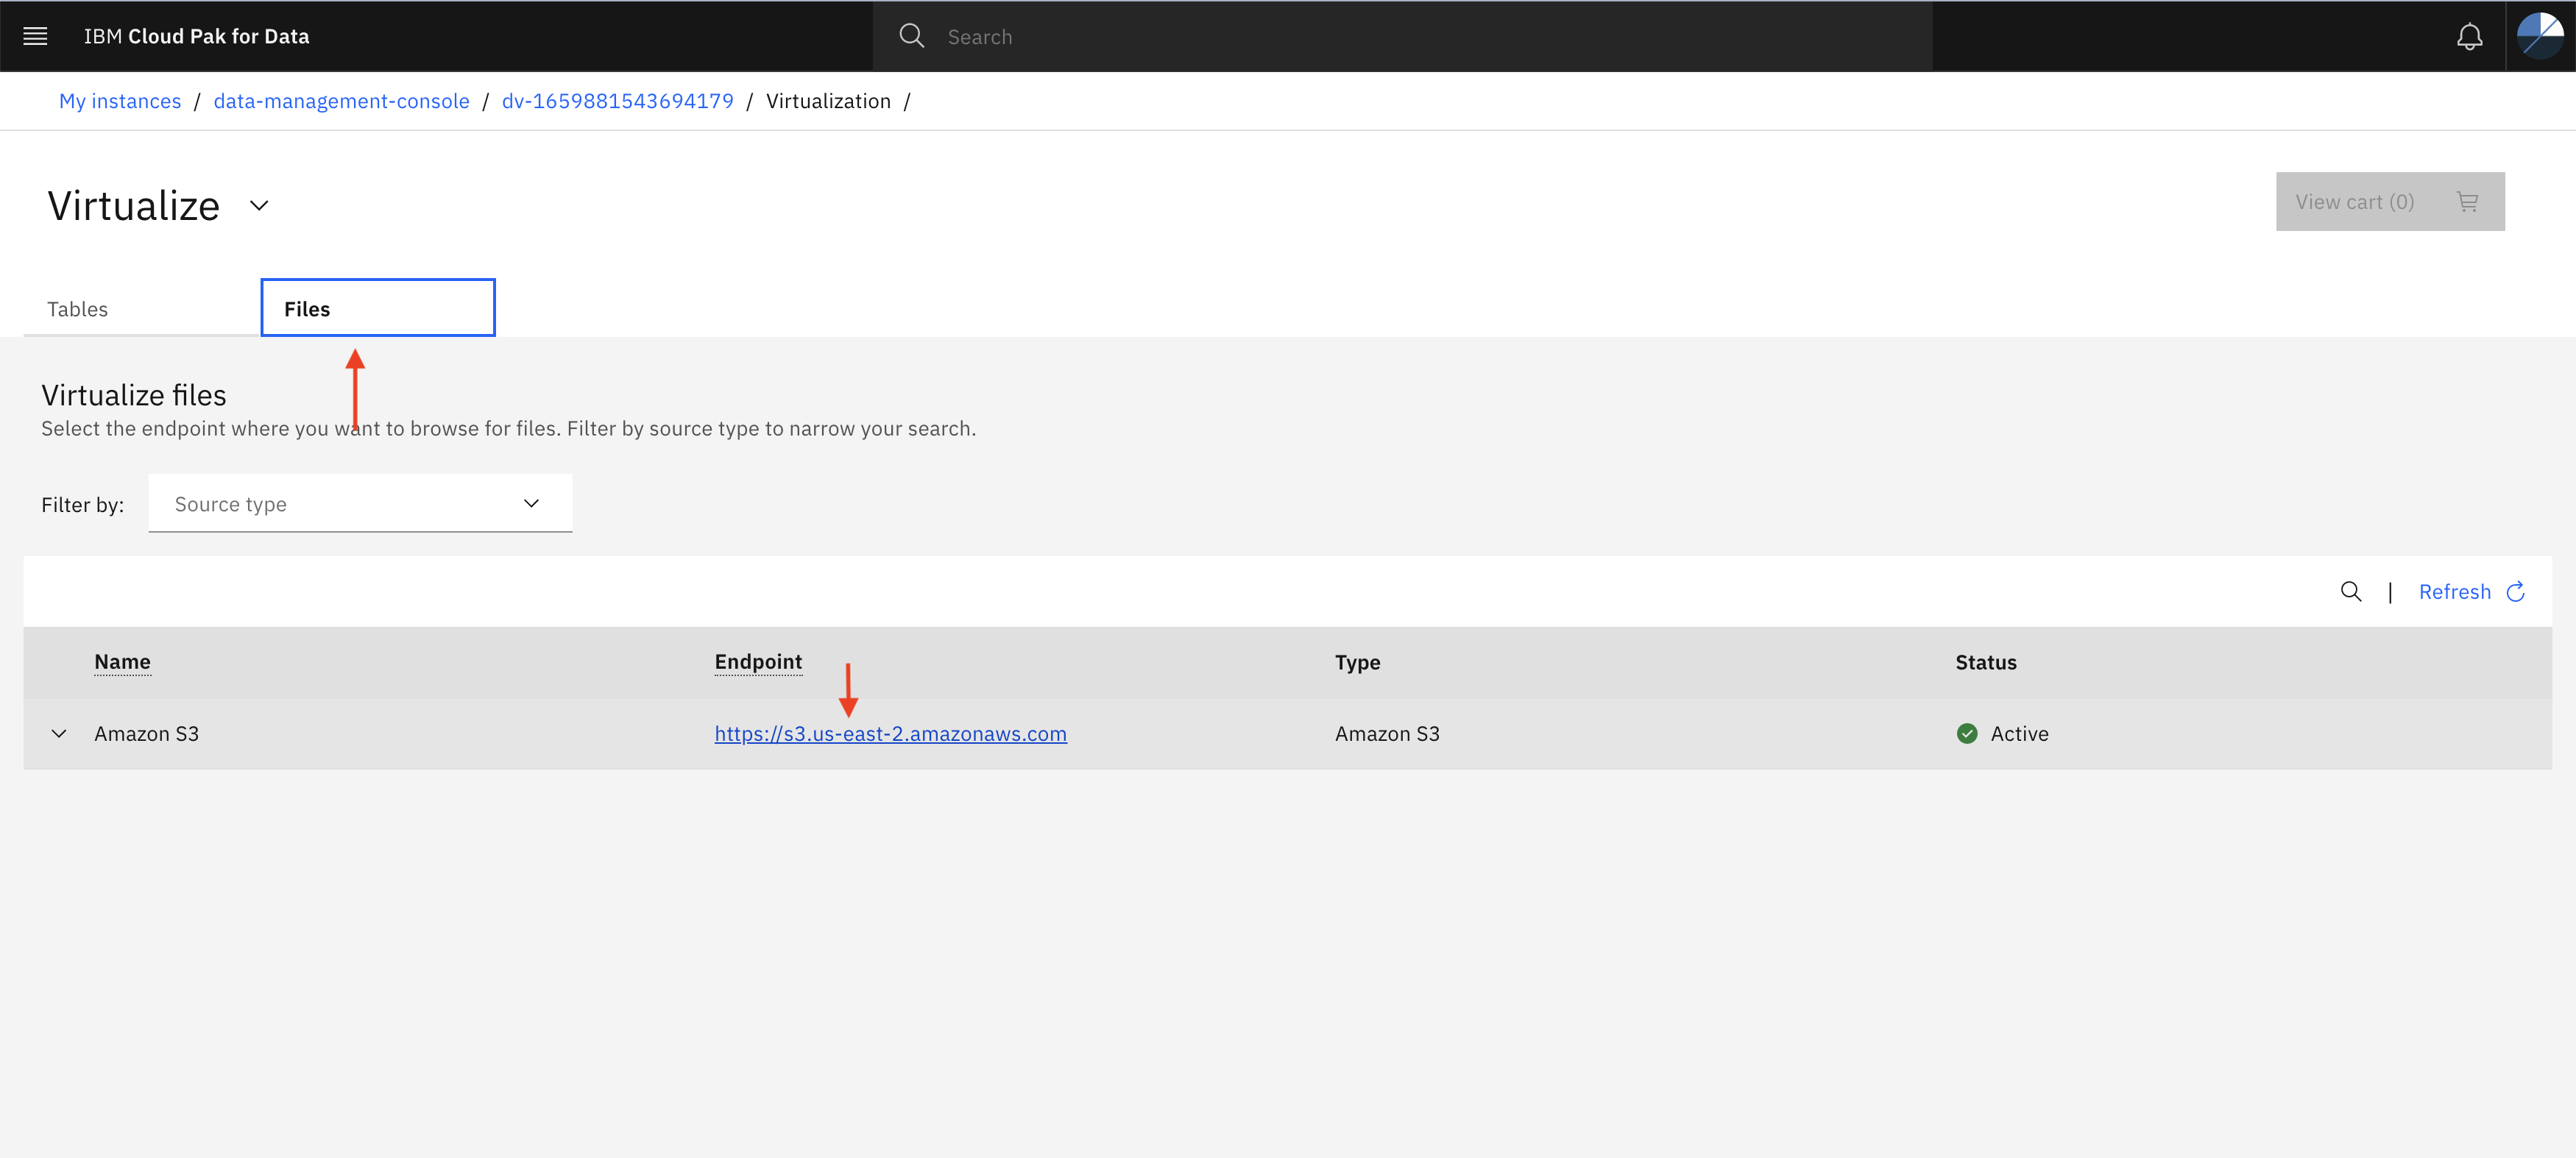 IBM Cloud Pak for Data
Search
My instances / data-management-console / dv-1659881543694179 / Virtualization /
Virtualize
View cart (0)
Tables
Files
Virtualize files
Select the endpoint where you want to browse for files. Filter by source type to narrow your search.
Filter by:
Source type
| Refresh
Name Endpoint Type Status
Amazon S3 https://s3.us-east-2.amazonaws.com Amazon S3 Active